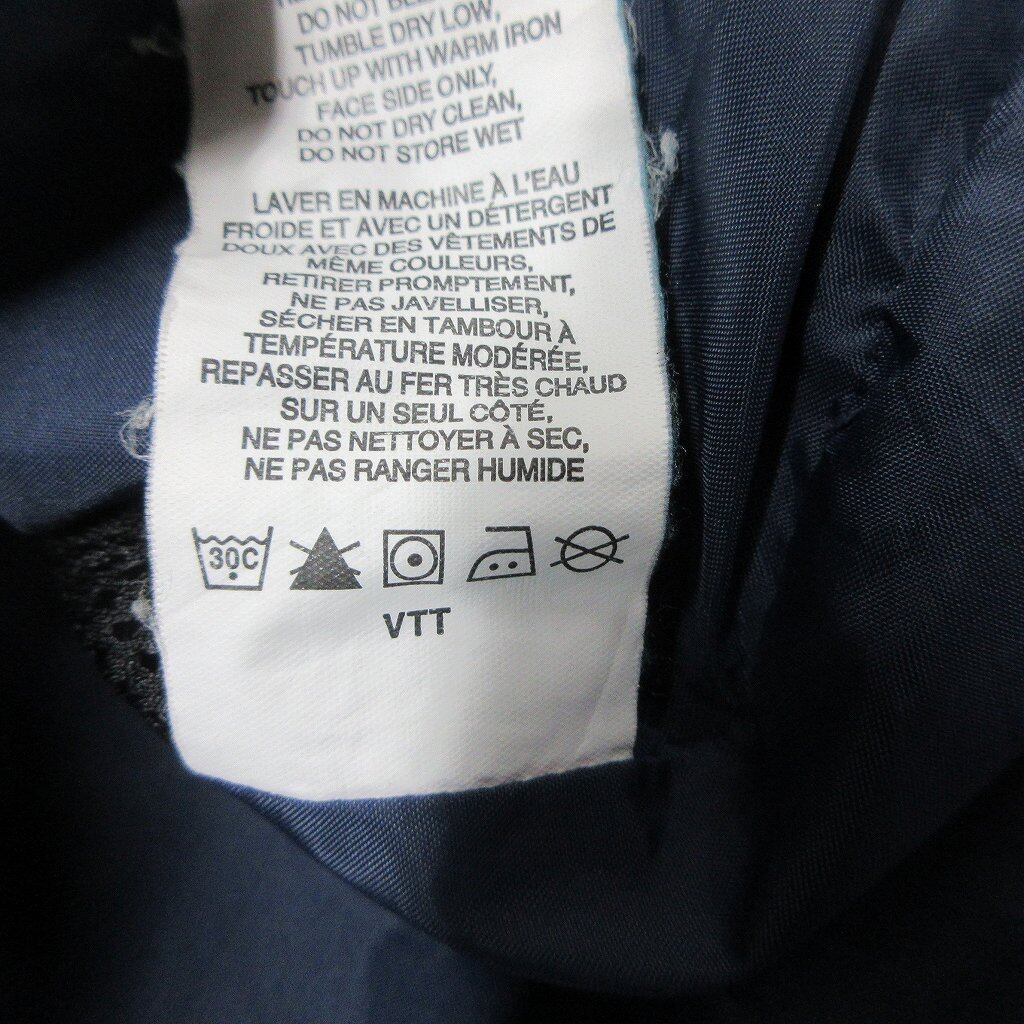 DO NOT
TUMBLE DRY LOW,
TOUCH UP WITH WARM IRON
FACE SIDE ONLY,
DO NOT DRY CLEAN,
DO NOT STORE WET
LAVER EN MACHINE À L'EAU
FROIDE ET AVEC UN DÉTERGENT
DOUX AVEC DES VÊTEMENTS DE
MÊME COULEURS,
RETIRER PROMPTEMENT,
NE PAS JAVELLISER,
SÉCHER EN TAMBOUR À
TEMPÉRATURE MODÉRÉE,
REPASSER AU FER TRÈS CHAUD
SUR UN SEUL CÔTÉ,
NE PAS NETTOYER À SEC,
NE PAS RANGER HUMIDE
30C
VTT